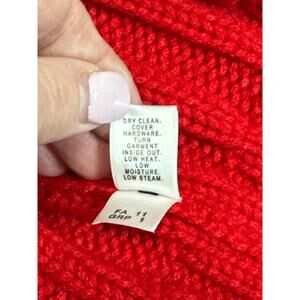 DRY CLEAN.
COVER
HARDWARE.
TURN
GARMENT
INSIDE OUT.
LOW HEAT.
LOW
MOISTURE.
LOW STEAM.
FA 11
GRP 1